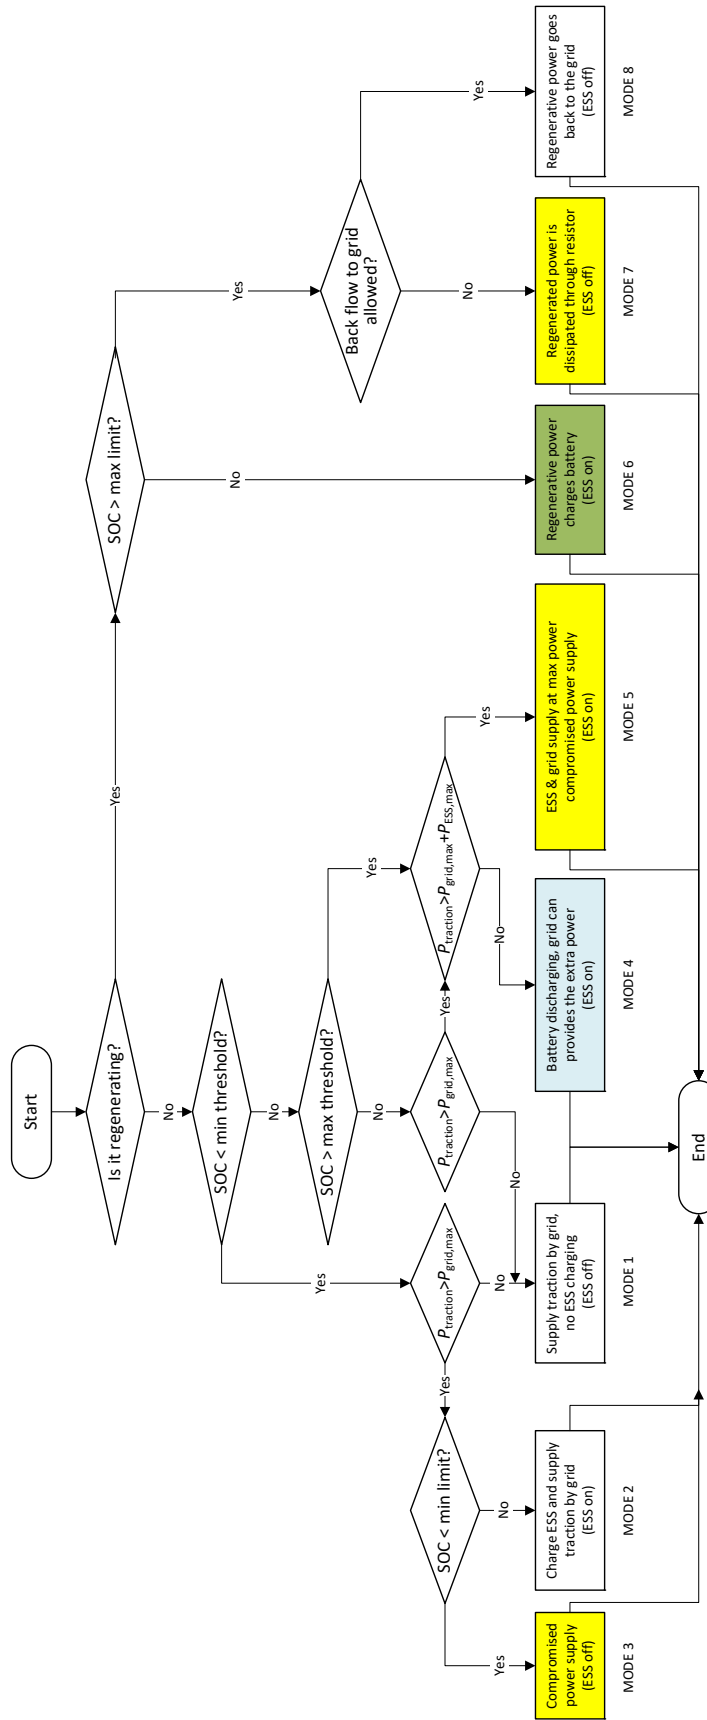 Start
Is it regenerating?
Yes
No
SOC > max limit?
Yes
No
SOC < min threshold?
Yes
No
SOC > max threshold?
Yes
No
Back flow to grid
allowed?
Yes
No
SOC < min limit?
Yes
No
Ptraction>Pgrid,max
Yes
No
Ptraction>Pgrid,max
Yes
No
Ptraction>Pgrid,max+PESS,max
Yes
No
Compromised
power supply
(ESS off)
MODE 3
Charge ESS and supply
traction by grid
(ESS on)
MODE 2
Supply traction by grid,
no ESS charging
(ESS off)
MODE 1
Battery discharging, grid can
provides the extra power
(ESS on)
MODE 4
ESS & grid supply at max power
compromised power supply
(ESS on)
MODE 5
Regenerative power
charges battery
(ESS on)
MODE 6
Regenerated power is
dissipated through resistor
(ESS off)
MODE 7
Regenerative power goes
back to the grid
(ESS off)
MODE 8
End